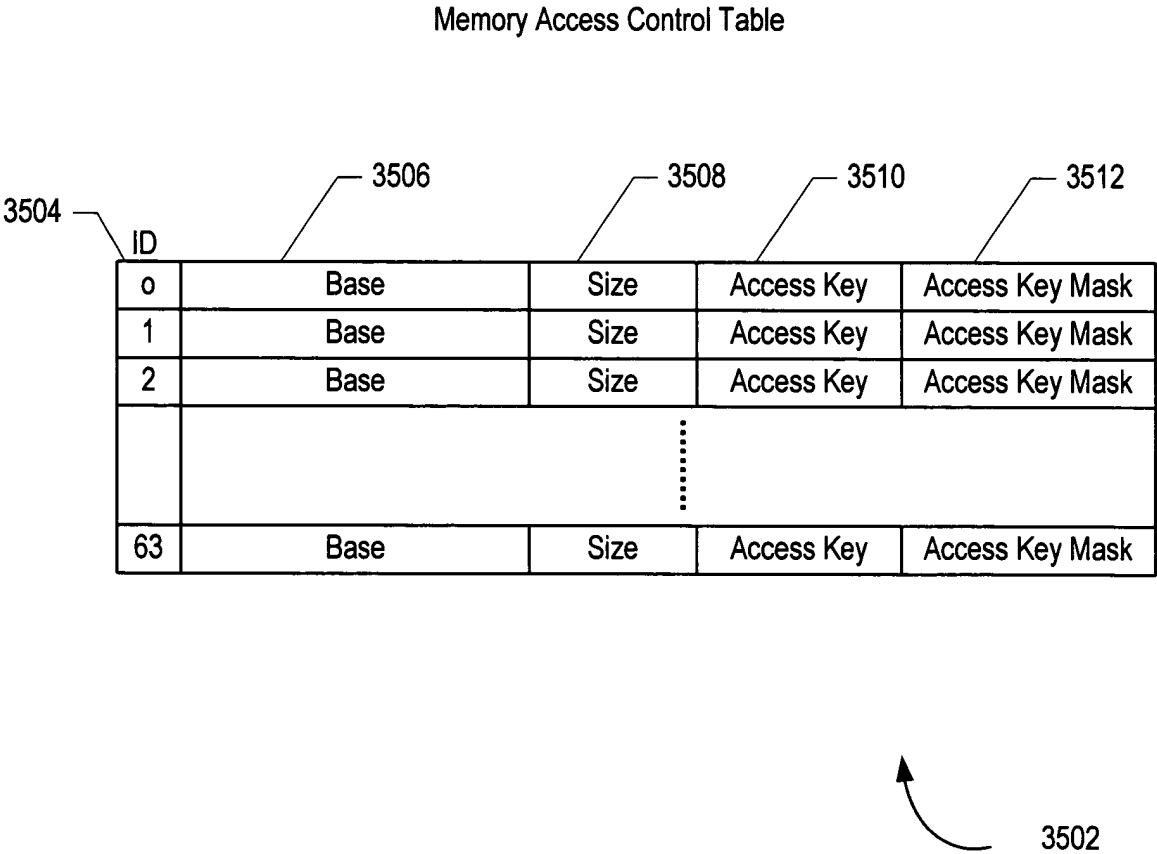 Memory Access Control Table
3506 3508 3510 3512
3504
ID
o Base Size Access Key Access Key Mask
1 Base Size Access Key Access Key Mask
2 Base Size Access Key Access Key Mask
63 Base Size Access Key Access Key Mask
3502